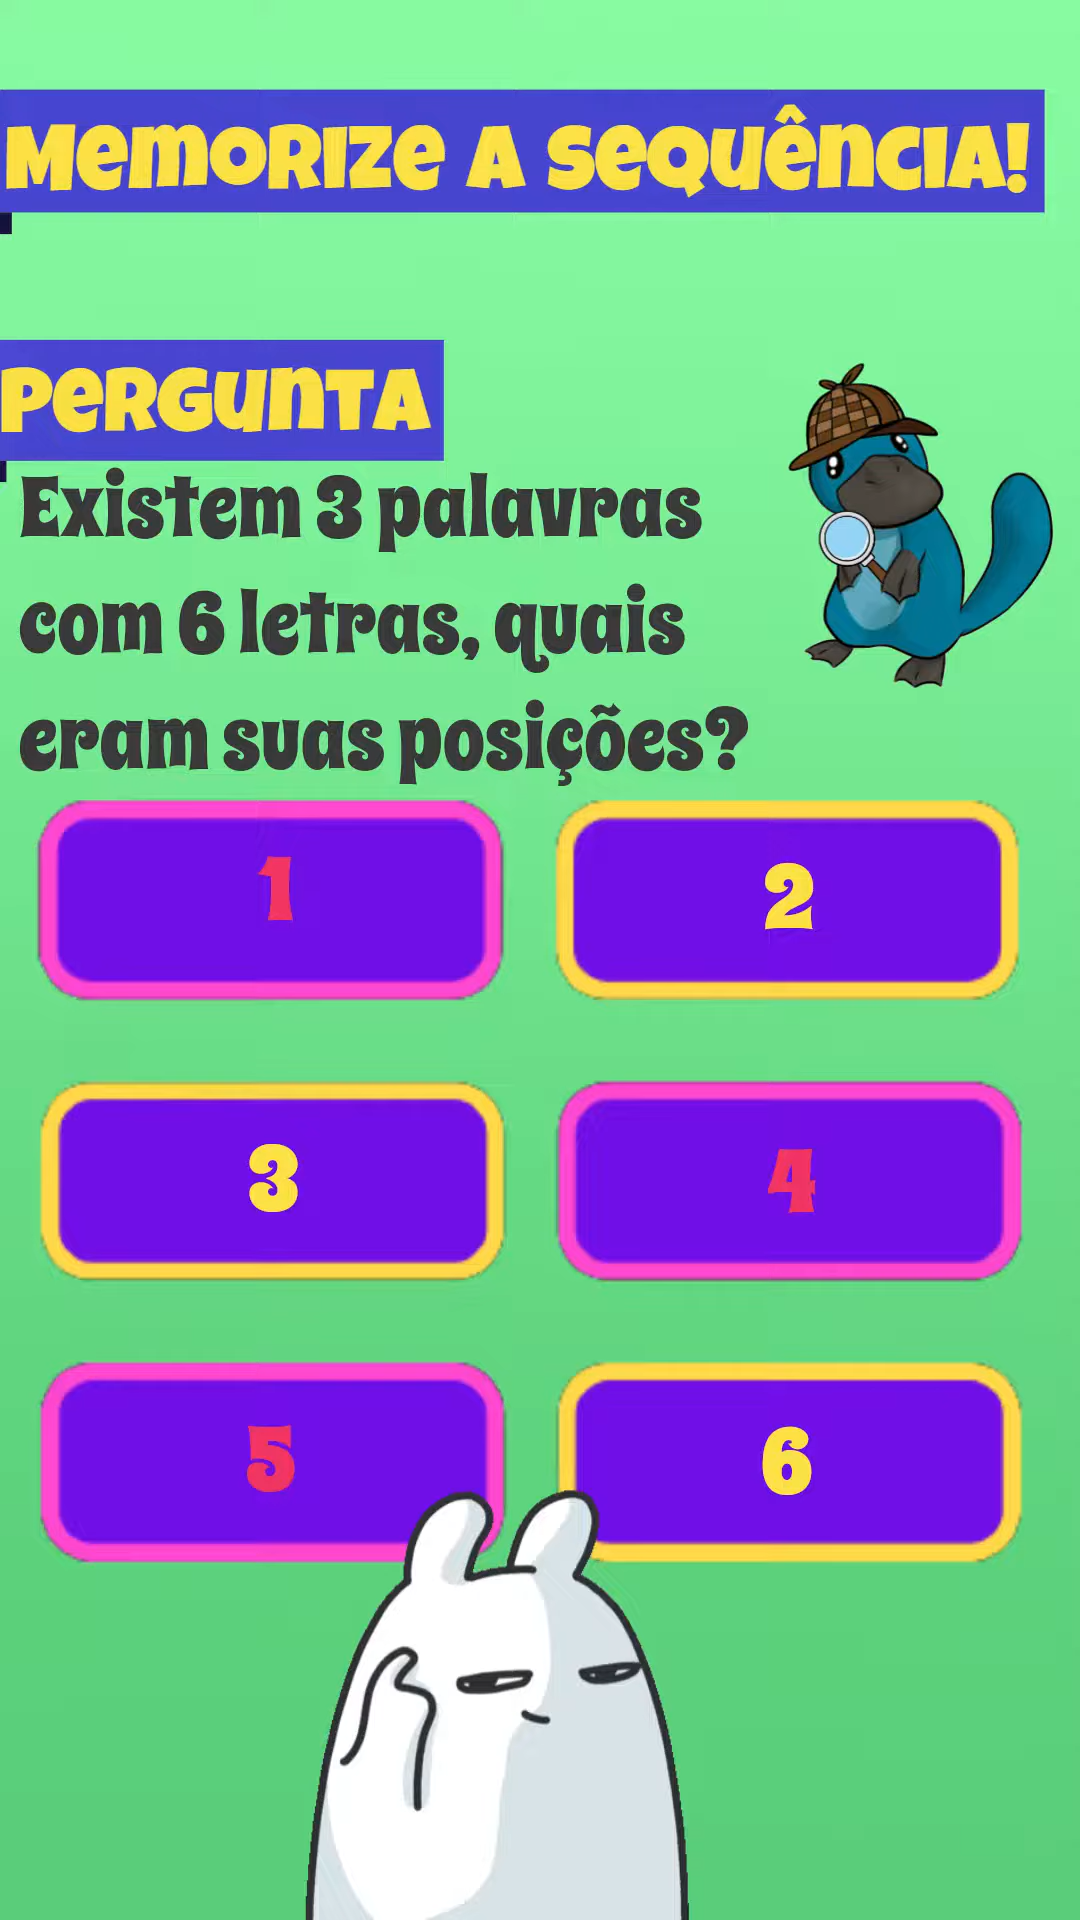 Memorize a sequência!
Pergunta
Existem 3 palavras
com 6 letras, quais
eram suas posições?
1
2
3
4
5
6